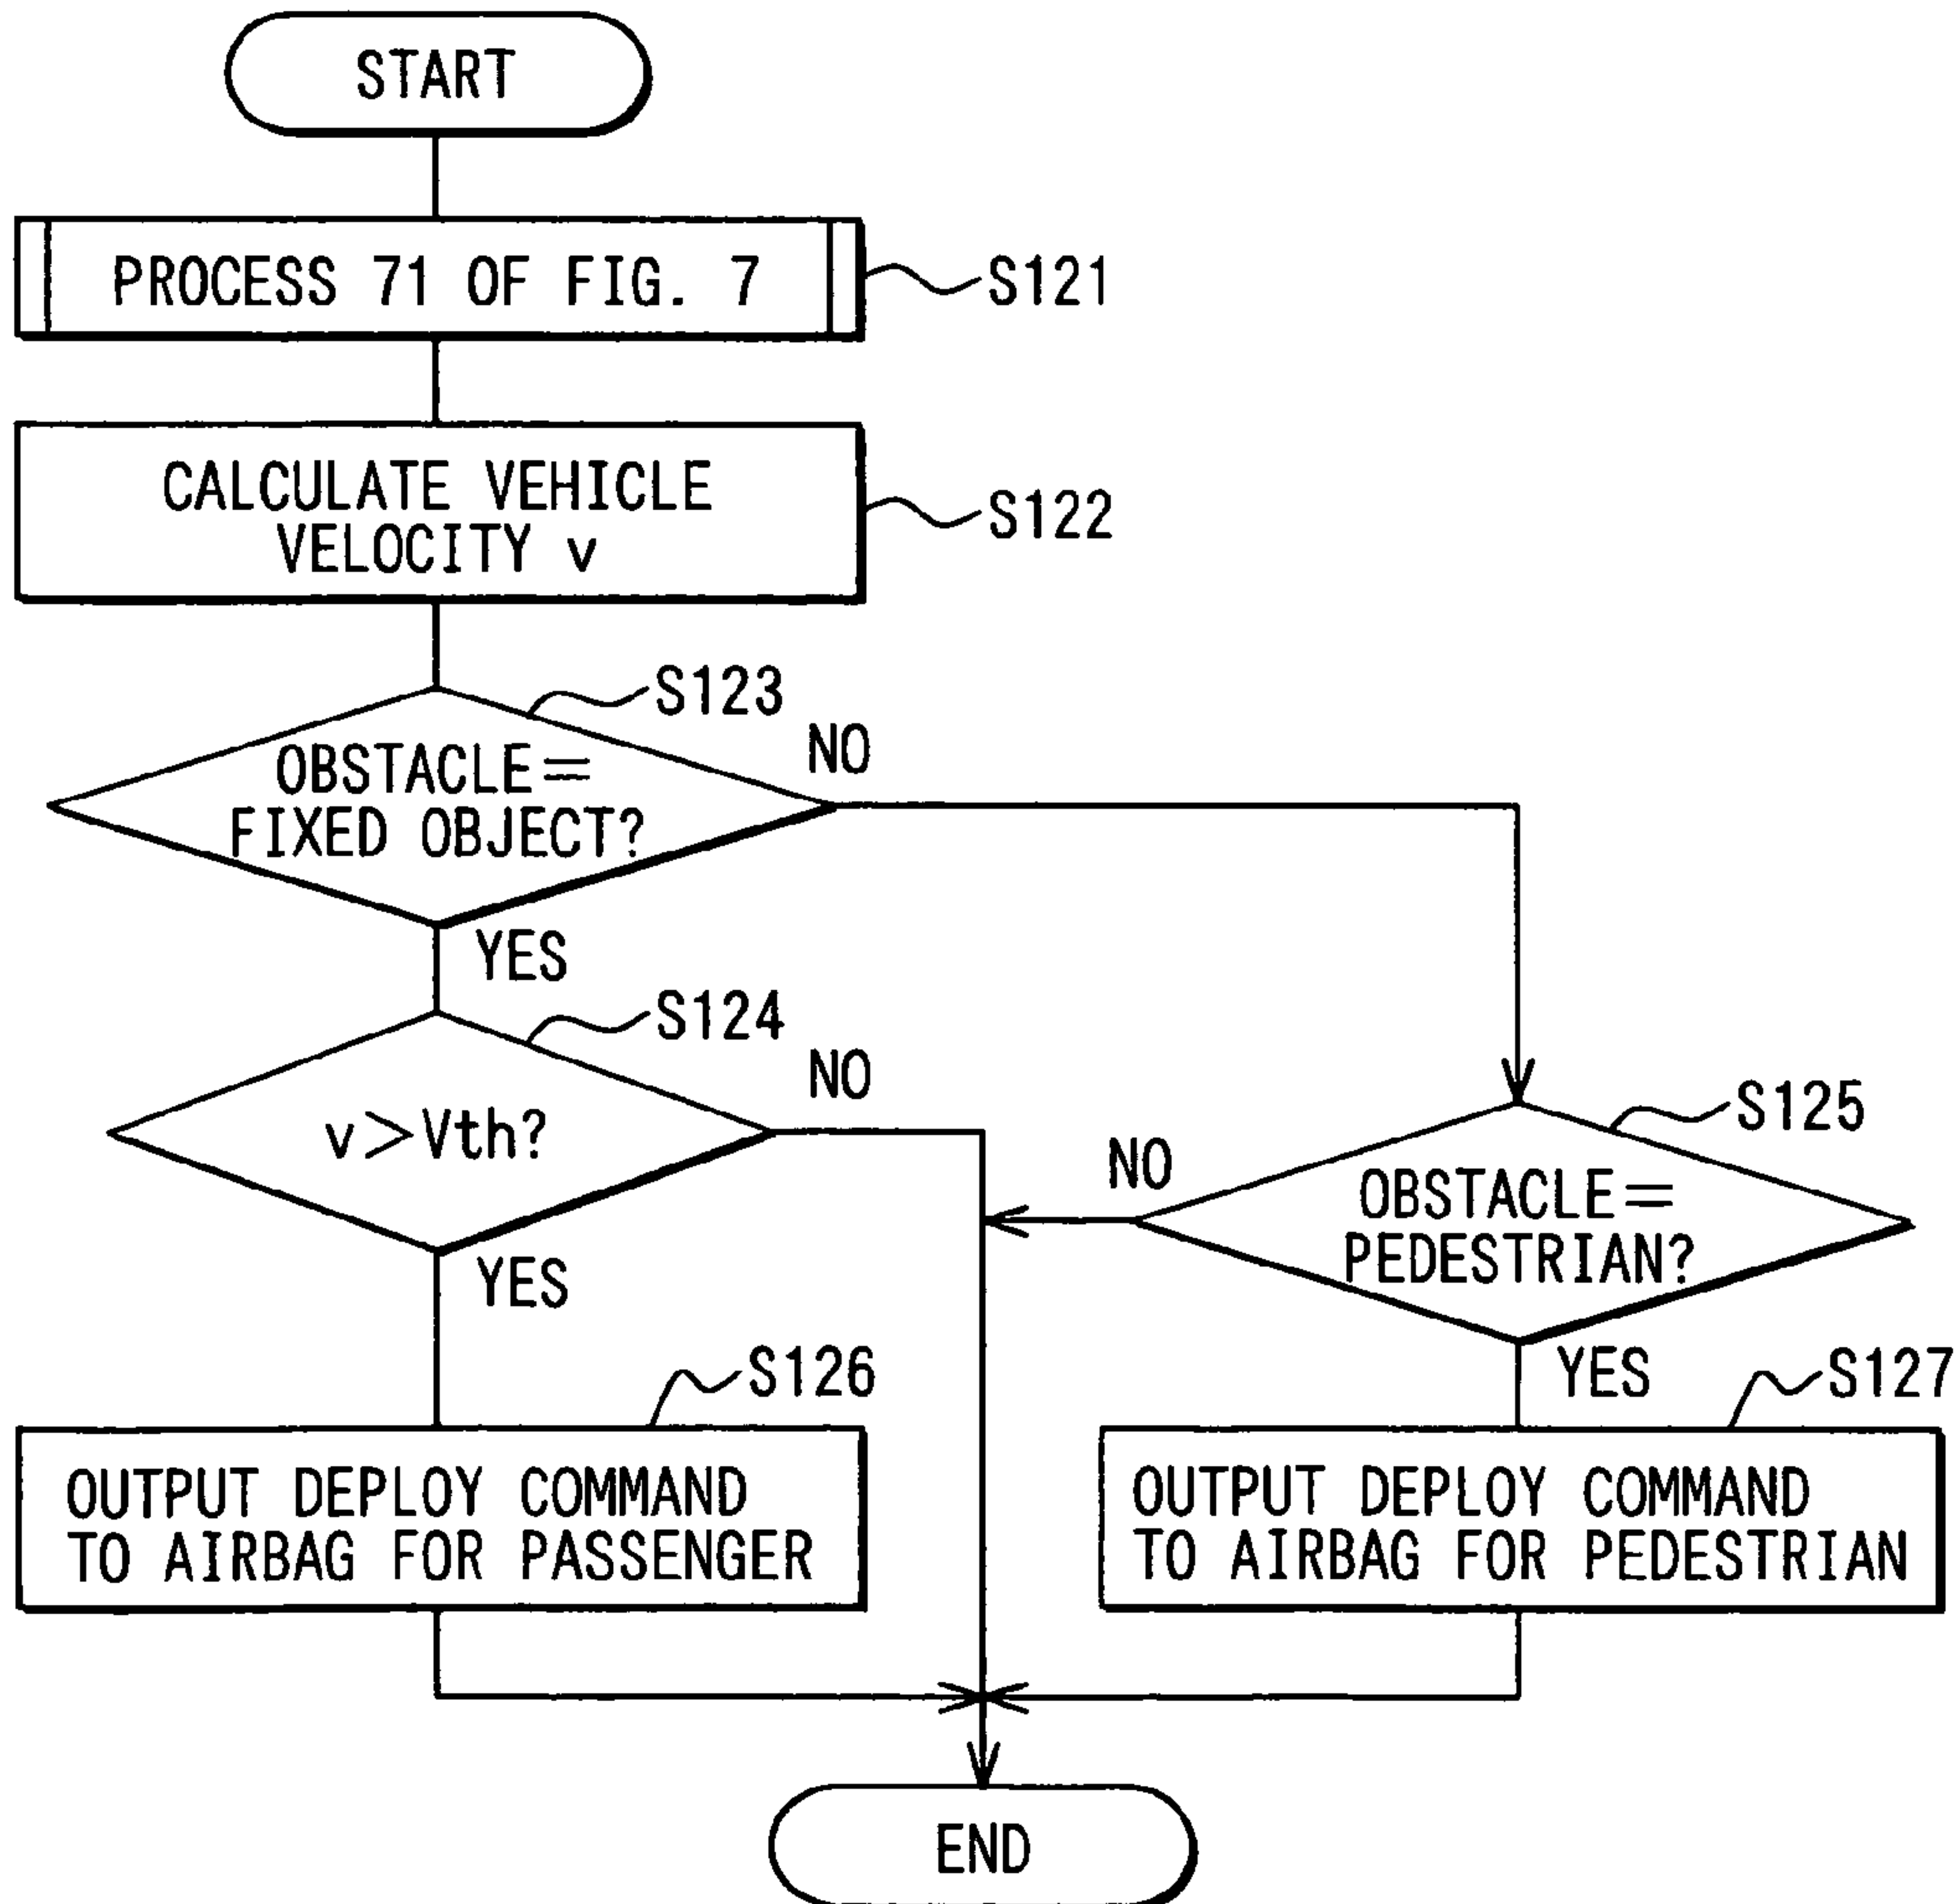 START
PROCESS 71 OF FIG. 7
S121
CALCULATE VEHICLE
VELOCITY v
S122
S123
OBSTACLE=
FIXED OBJECT?
NO
YES
S124
v>Vth?
NO
YES
S125
NO
OBSTACLE=
PEDESTRIAN?
YES
S126
OUTPUT DEPLOY COMMAND
TO AIRBAG FOR PASSENGER
S127
OUTPUT DEPLOY COMMAND
TO AIRBAG FOR PEDESTRIAN
END